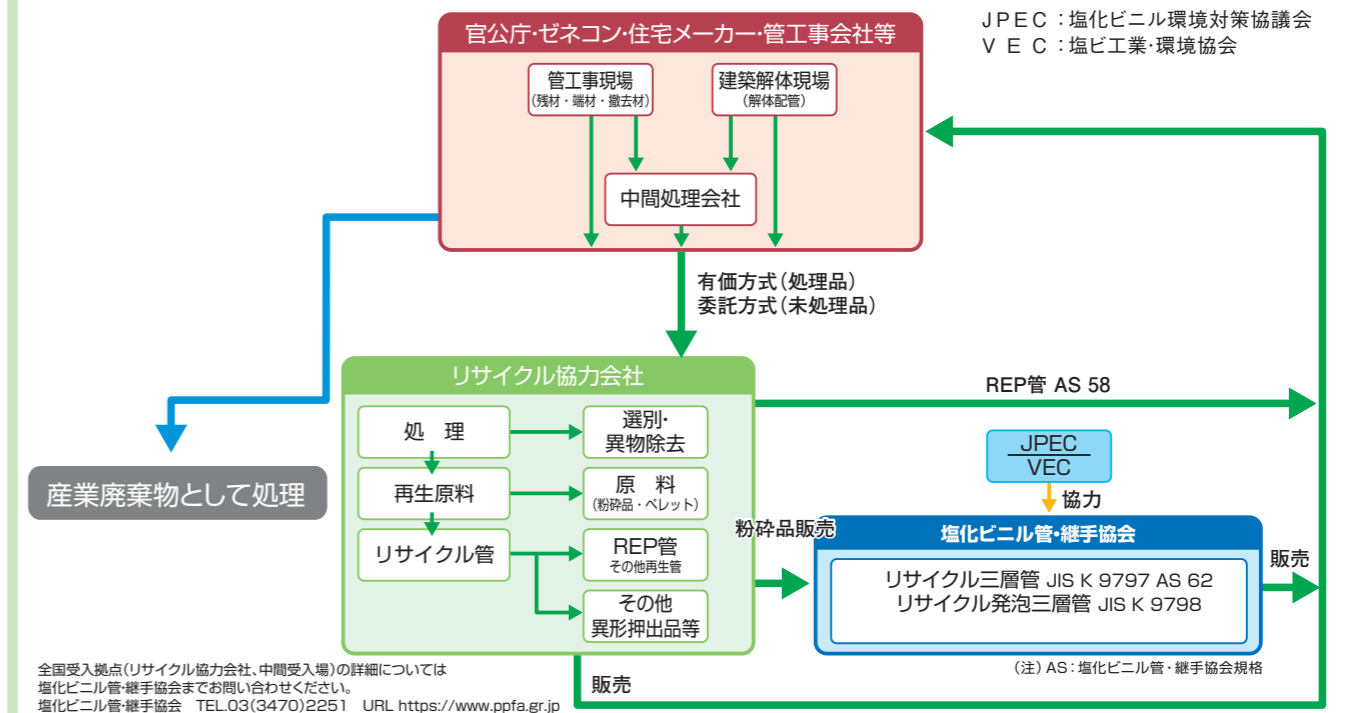 JPEC：塩化ビニル環境対策協議会
VEC：塩ビ工業・環境協会
官公庁・ゼネコン・住宅メーカー・管工事会社等
管工事現場
（残材・端材・撤去材）
建築解体現場
（解体配管）
中間処理会社
有価方式（処理品）
委託方式（未処理品）
リサイクル協力会社
処　理
選別・
異物除去
再生原料
原　料
（粉砕品・ペレット）
リサイクル管
REP管
その他再生管
その他
異形押出品等
産業廃棄物として処理
REP管 AS 58
JPEC
VEC
協力
粉砕品販売
塩化ビニル管・継手協会
リサイクル三層管 JIS K 9797 AS 62
リサイクル発泡三層管 JIS K 9798
販売
（注）AS：塩化ビニル管・継手協会規格
販売
全国受入拠点（リサイクル協力会社、中間受入場）の詳細については
塩化ビニル管・継手協会までお問い合わせください。
塩化ビニル管・継手協会　TEL.03(3470)2251　URL https://www.ppfa.gr.jp